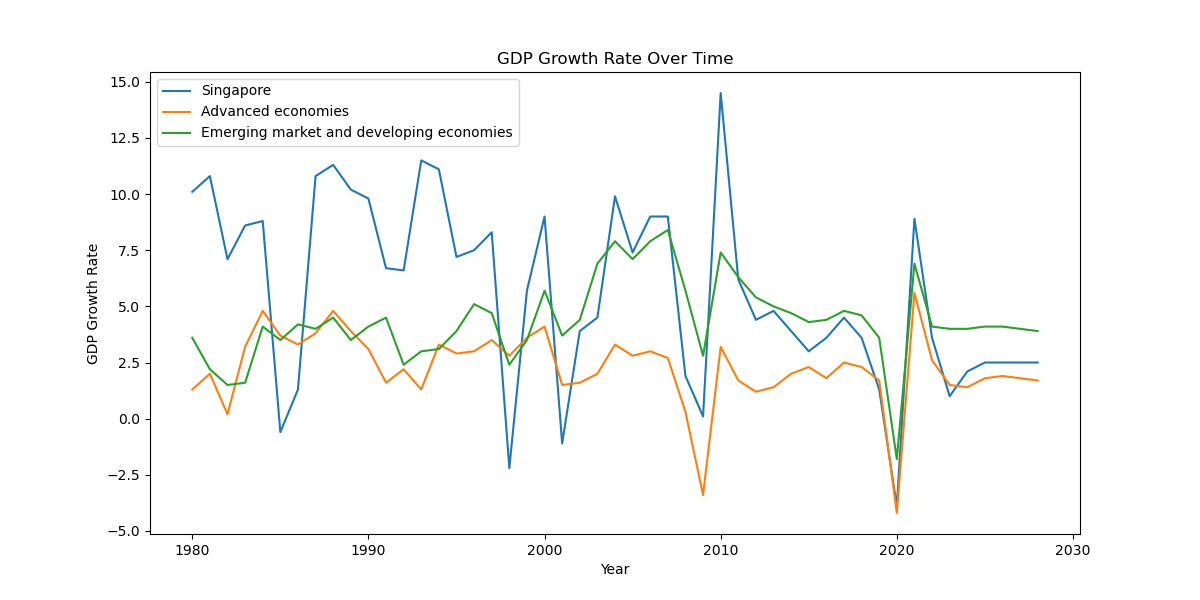 GDP Growth Rate Over Time
Singapore
Advanced economies
Emerging market and developing economies
GDP Growth Rate
15.0
12.5
10.0
7.5
5.0
2.5
0.0
−2.5
−5.0
1980 1990 2000 2010 2020 2030
Year